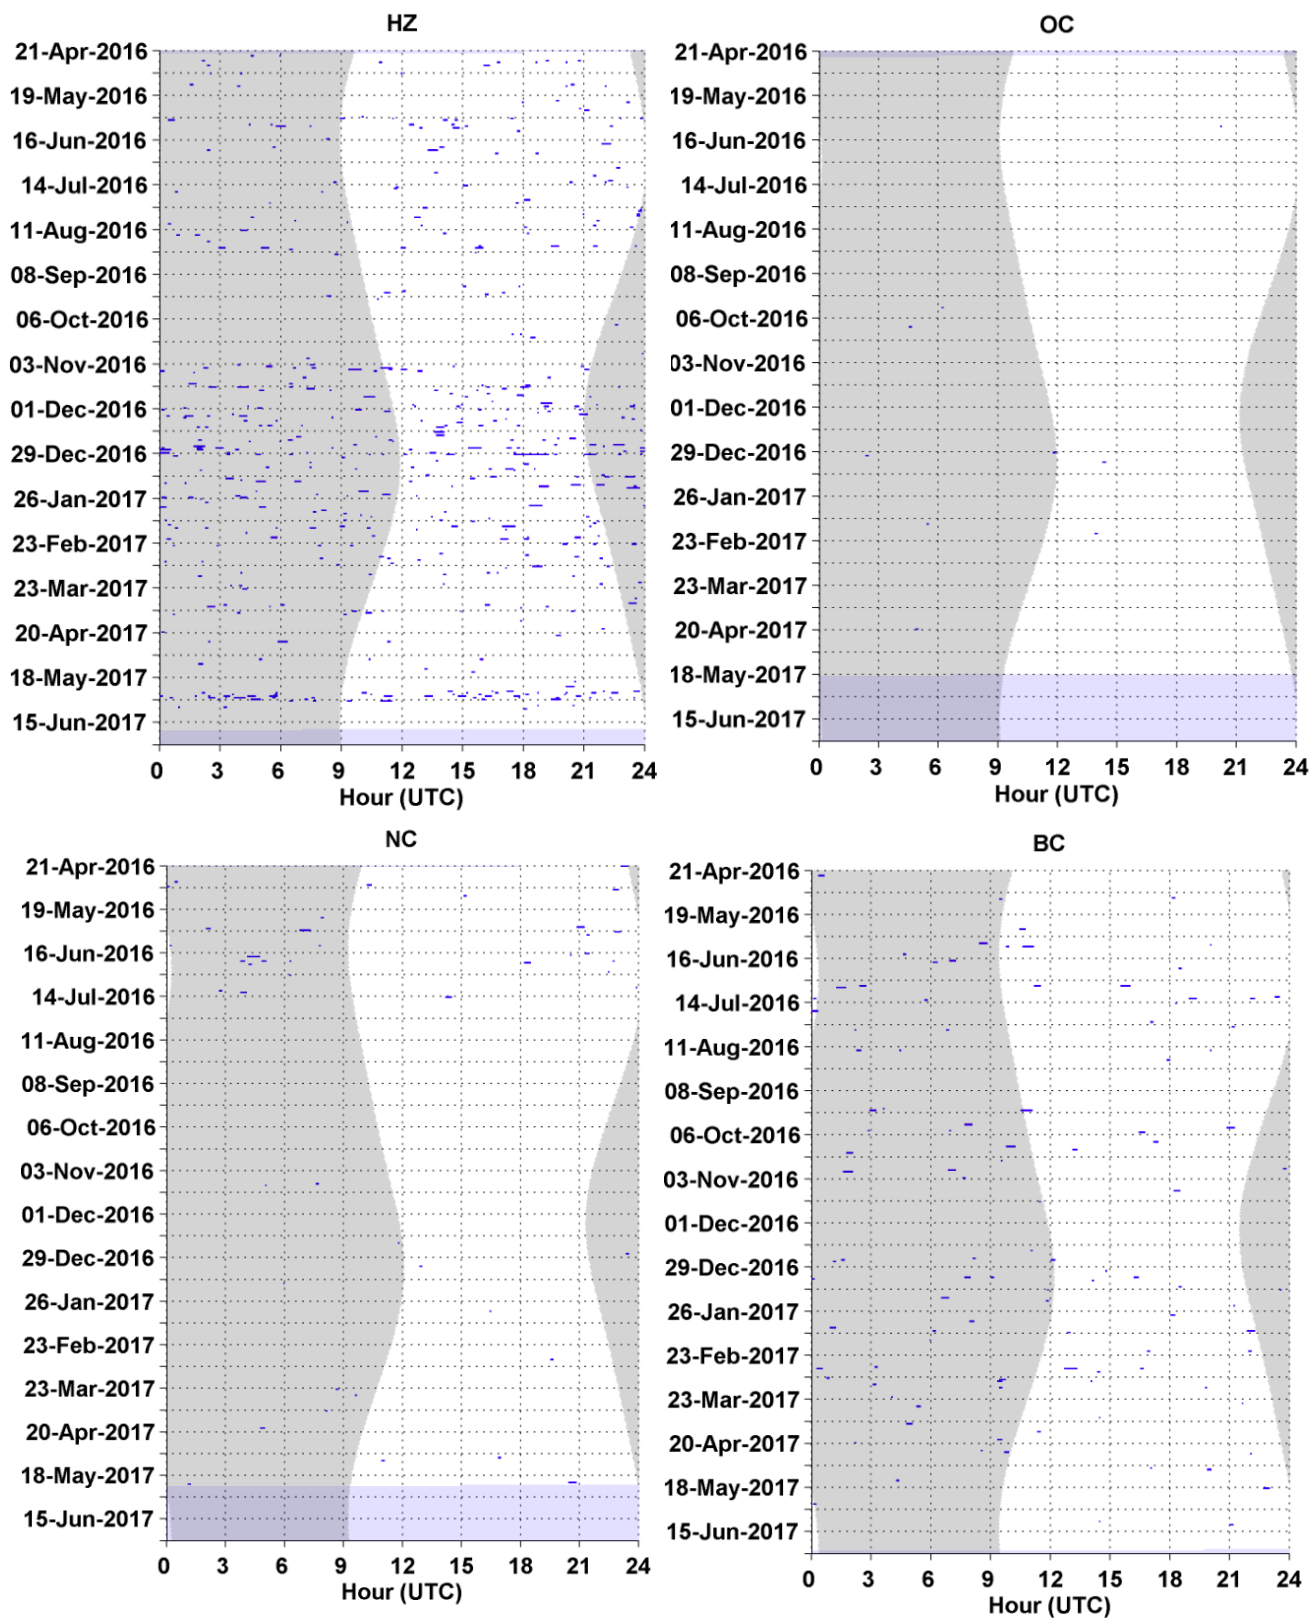 HZ
21-Apr-2016
19-May-2016
16-Jun-2016
14-Jul-2016
11-Aug-2016
08-Sep-2016
06-Oct-2016
03-Nov-2016
01-Dec-2016
29-Dec-2016
26-Jan-2017
23-Feb-2017
23-Mar-2017
20-Apr-2017
18-May-2017
15-Jun-2017
0 3 6 9 12 15 18 21 24
Hour (UTC)
OC
21-Apr-2016
19-May-2016
16-Jun-2016
14-Jul-2016
11-Aug-2016
08-Sep-2016
06-Oct-2016
03-Nov-2016
01-Dec-2016
29-Dec-2016
26-Jan-2017
23-Feb-2017
23-Mar-2017
20-Apr-2017
18-May-2017
15-Jun-2017
0 3 6 9 12 15 18 21 24
Hour (UTC)
NC
21-Apr-2016
19-May-2016
16-Jun-2016
14-Jul-2016
11-Aug-2016
08-Sep-2016
06-Oct-2016
03-Nov-2016
01-Dec-2016
29-Dec-2016
26-Jan-2017
23-Feb-2017
23-Mar-2017
20-Apr-2017
18-May-2017
15-Jun-2017
0 3 6 9 12 15 18 21 24
Hour (UTC)
BC
21-Apr-2016
19-May-2016
16-Jun-2016
14-Jul-2016
11-Aug-2016
08-Sep-2016
06-Oct-2016
03-Nov-2016
01-Dec-2016
29-Dec-2016
26-Jan-2017
23-Feb-2017
23-Mar-2017
20-Apr-2017
18-May-2017
15-Jun-2017
0 3 6 9 12 15 18 21 24
Hour (UTC)